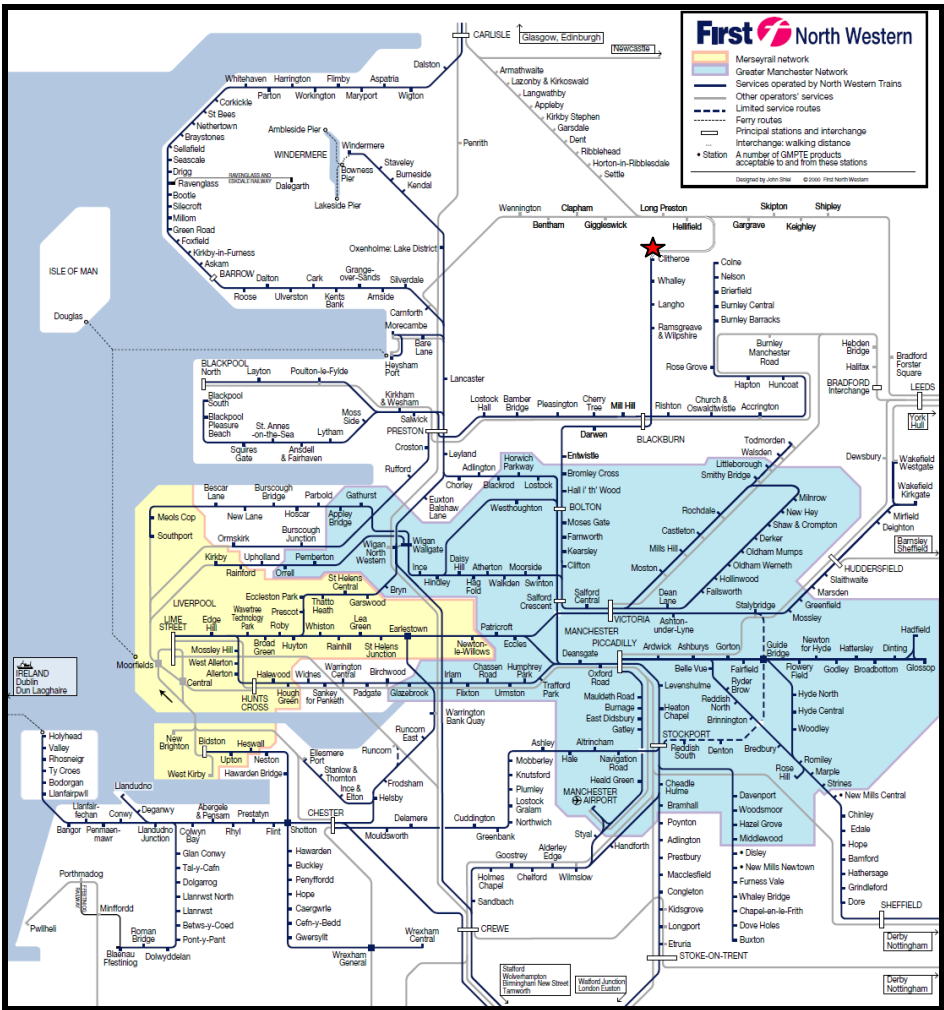 First North Western
Merseyrail network
Greater Manchester Network
Services operated by North Western Trains
Other operators' services
Limited service routes
Ferry routes
Principal stations and interchange
Interchange: walking distance
• Station
A number of GMPTE products
acceptable to and from these stations
Designed by John Shiel
© 2000 First North Western
CARLISLE
Glasgow, Edinburgh
Newcastle
Dalston
Armathwaite
Lazonby & Kirkoswald
Langwathby
Appleby
Kirkby Stephen
Garsdale
Dent
Ribblehead
Horton-in-Ribblesdale
Settle
Penrith
Whitehaven
Harrington
Flimby
Aspatria
Parton
Workington
Maryport
Wigton
Corkickle
St Bees
Nethertown
Braystones
Sellafield
Seascale
Drigg
Ravenglass
RAVENGLASS AND
ESKDALE RAILWAY
Dalegarth
Bootle
Silecroft
Millom
Green Road
Foxfield
Kirkby-in-Furness
Askam
BARROW
Ambleside Pier
WINDERMERE
Windermere
Bowness
Pier
Lakeside Pier
Staveley
Burneside
Kendal
Oxenholme: Lake District
Dalton
Cark
Grange-
over-Sands
Silverdale
Roose
Ulverston
Kents
Bank
Arnside
Carnforth
Wennington
Clapham
Long Preston
Skipton
Shipley
Bentham
Giggleswick
Hellifield
Gargrave
Keighley
ISLE OF MAN
Douglas
Morecambe
Bare
Lane
Heysham
Port
Lancaster
Clitheroe
Whalley
Langho
Ramsgreave
& Wilpshire
Colne
Nelson
Brierfield
Burnley Central
Burnley Barracks
Burnley
Manchester
Road
Rose Grove
Hapton
Huncoat
Hebden
Bridge
Halifax
BRADFORD
Interchange
Bradford
Forster
Square
LEEDS
York
Hull
BLACKPOOL
North
Layton
Poulton-le-Fylde
Blackpool
South
Blackpool
Pleasure
Beach
St. Annes
-on-the-Sea
Lytham
Squires
Gate
Ansdell
& Fairhaven
Moss
Side
Kirkham
& Wesham
Salwick
PRESTON
Lostock
Hall
Bamber
Bridge
Pleasington
Cherry
Tree
Mill Hill
Rishton
Church &
Oswaldtwistle
Accrington
BLACKBURN
Darwen
Croston
Rufford
Leyland
Euxton
Balshaw
Lane
Adlington
Chorley
Horwich
Parkway
Blackrod
Lostock
Westhoughton
Entwistle
Bromley Cross
Hall i' th' Wood
BOLTON
Moses Gate
Farnworth
Kearsley
Clifton
Todmorden
Walsden
Littleborough
Smithy Bridge
Rochdale
Castleton
Mills Hill
Moston
Milnrow
New Hey
Shaw & Crompton
Derker
Oldham Mumps
Oldham Werneth
Hollinwood
Failsworth
Dean
Lane
Dewsbury
Wakefield
Westgate
Wakefield
Kirkgate
Mirfield
Deighton
Barnsley
Sheffield
HUDDERSFIELD
Slaithwaite
Marsden
Greenfield
Mossley
Stalybridge
Ashton-
under-Lyne
Bescar
Lane
Burscough
Bridge
Parbold
Gathurst
Meols Cop
Southport
New Lane
Hoscar
Appley
Bridge
Ormskirk
Burscough
Junction
Kirkby
Upholland
Pemberton
Rainford
Orrell
Wigan
North
Western
Wigan
Wallgate
Ince
Hindley
Daisy
Hill
Hag
Fold
Atherton
Walkden
Moorside
Swinton
Bryn
Salford
Crescent
Salford
Central
VICTORIA
MANCHESTER
PICCADILLY
Deansgate
Oxford
Road
St Helens
Central
Eccleston Park
Thatto
Heath
Garswood
Prescot
LIVERPOOL
LIME
STREET
Edge
Hill
Wavertree
Technology
Park
Roby
Whiston
Lea
Green
Earlestown
Broad
Green
Huyton
Rainhill
St Helens
Junction
Newton-
le-Willows
Patricroft
Eccles
Mossley Hill
West Allerton
Allerton
Moorfields
Central
HUNTS
CROSS
Halewood
Widnes
Warrington
Central
Birchwood
Hough
Green
Sankey
for Penketh
Padgate
Glazebrook
Irlam
Flixton
Chassen
Road
Urmston
Humphrey
Park
Trafford
Park
Ardwick
Ashburys
Gorton
Guide
Bridge
Newton
for Hyde
Hattersley
Dinting
Hadfield
Belle Vue
Fairfield
Flowery
Field
Godley
Broadbottom
Glossop
Ryder
Brow
Reddish
North
Brinnington
Hyde North
Hyde Central
Woodley
Bredbury
Romiley
Marple
Rose
Hill
Strines
Levenshulme
Heaton
Chapel
STOCKPORT
Reddish
South
Denton
Mauldeth Road
Burnage
East Didsbury
Gatley
Heald Green
MANCHESTER
AIRPORT
Styal
Cheadle
Hulme
Bramhall
Poynton
Adlington
Prestbury
Macclesfield
Congleton
Kidsgrove
Longport
Etruria
STOKE-ON-TRENT
Handforth
Davenport
Woodsmoor
Hazel Grove
Middlewood
• Disley
• New Mills Newtown
Furness Vale
Whaley Bridge
Chapel-en-le-Frith
Dove Holes
Buxton
• New Mills Central
Chinley
Edale
Hope
Bamford
Hathersage
Grindleford
Dore
SHEFFIELD
Derby
Nottingham
Derby
Nottingham
IRELAND
Dublin
Dun Laoghaire
Holyhead
Valley
Rhosneigr
Ty Croes
Bodorgan
Llanfairpwll
New
Brighton
Bidston
Heswall
Upton
Neston
West Kirby
Hawarden Bridge
Ellesmere
Port
Stanlow &
Thornton
Ince &
Elton
Runcorn
Runcorn
East
Warrington
Bank Quay
Frodsham
Helsby
Ashley
Altrincham
Mobberley
Hale
Navigation
Road
Knutsford
Plumley
Lostock
Gralam
Northwich
Llandudno
Llanfair-
fechan
Conwy
Deganwy
Abergele
& Pensarn
Prestatyn
Bangor
Penmaen-
mawr
Llandudno
Junction
Colwyn
Bay
Rhyl
Flint
Shotton
CHESTER
Mouldsworth
Delamere
Cuddington
Greenbank
Glan Conwy
Tal-y-Cafn
Dolgarrog
Llanrwst North
Llanrwst
Betws-y-Coed
Pont-y-Pant
Hawarden
Buckley
Penyffordd
Hope
Caergwrle
Cefn-y-Bedd
Gwersyllt
Wrexham
General
Wrexham
Central
Goostrey
Alderley
Edge
Holmes
Chapel
Chelford
Wilmslow
Sandbach
CREWE
Porthmadog
FFESTINIOG
RAILWAY
Minffordd
Pwllheli
Roman
Bridge
Blaenau
Ffestiniog
Dolwyddelan
Stafford
Wolverhampton
Birmingham New Street
Tamworth
Watford Junction
London Euston